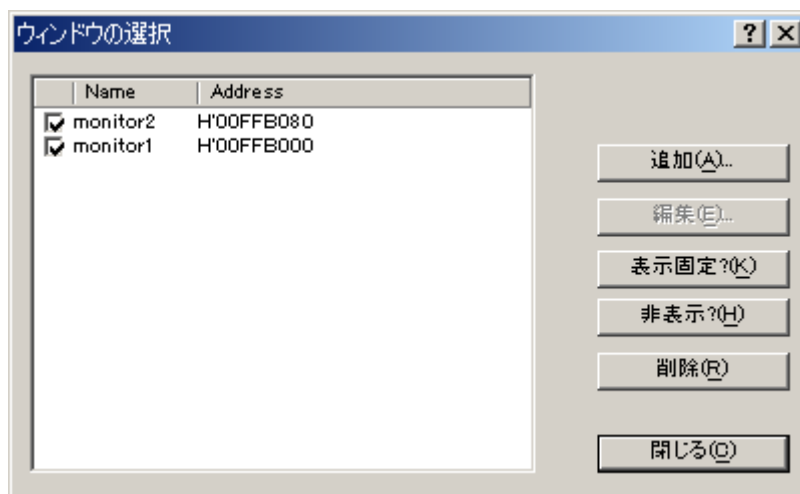 ウィンドウの選択
Name Address
monitor2 H'00FFB080
monitor1 H'00FFB000
追加(A)...
編集(E)...
表示固定?(K)
非表示?(H)
削除(R)
閉じる(C)